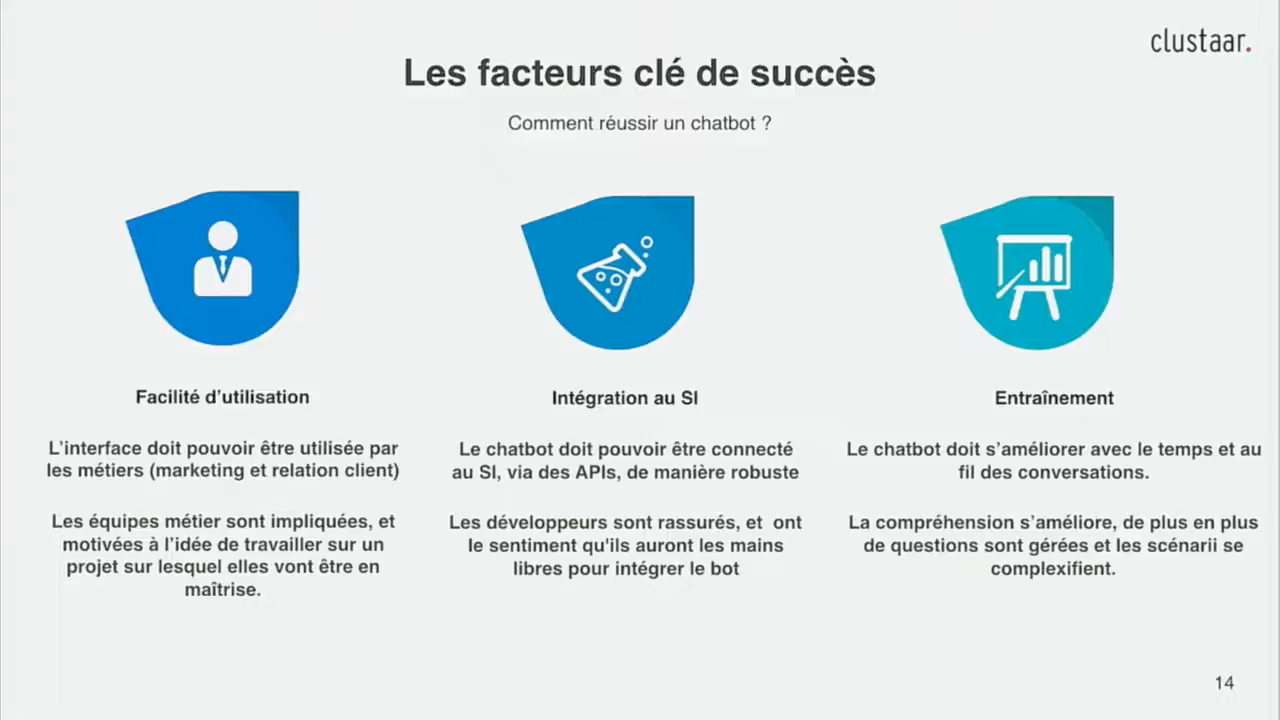 clustaar.
Les facteurs clé de succès
Comment réussir un chatbot ?
Facilité d’utilisation
L’interface doit pouvoir être utilisée par
les métiers (marketing et relation client)
Les équipes métier sont impliquées, et
motivées à l’idée de travailler sur un
projet sur lesquel elles vont être en
maîtrise.
Intégration au SI
Le chatbot doit pouvoir être connecté
au SI, via des APIs, de manière robuste
Les développeurs sont rassurés, et  ont
le sentiment qu'ils auront les mains
libres pour intégrer le bot
Entraînement
Le chatbot doit s’améliorer avec le temps et au
fil des conversations.
La compréhension s’améliore, de plus en plus
de questions sont gérées et les scénarii se
complexifient.
14